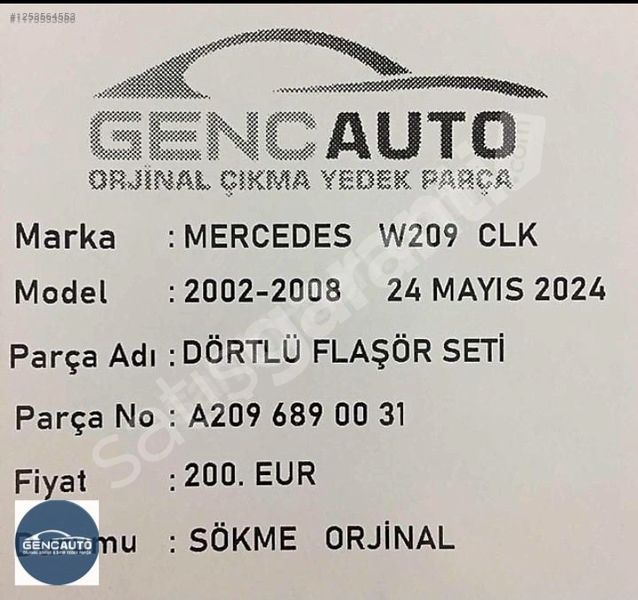 GENCAUTO
ORJİNAL ÇIKMA YEDEK PARÇA
Marka : MERCEDES W209 CLK
Model : 2002-2008 24 MAYIS 2024
Parça Adı : DÖRTLÜ FLAŞÖR SETİ
Parça No : A209 689 00 31
Fiyat : 200. EUR
mu : SÖKME ORJİNAL
GENCAUTO